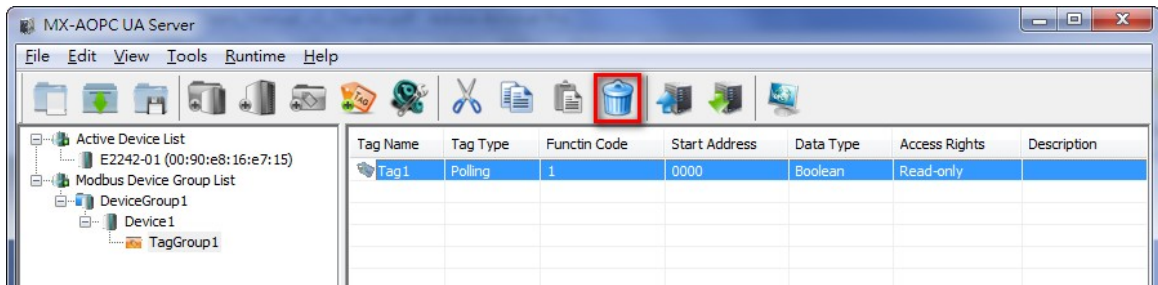 MX-AOPC UA Server
File Edit View Tools Runtime Help
TAG
Active Device List
E2242-01 (00:90:e8:16:e7:15)
Modbus Device Group List
DeviceGroup1
Device1
TagGroup1
Tag Name Tag Type Functin Code Start Address Data Type Access Rights Description
Tag1 Polling 1 0000 Boolean Read-only